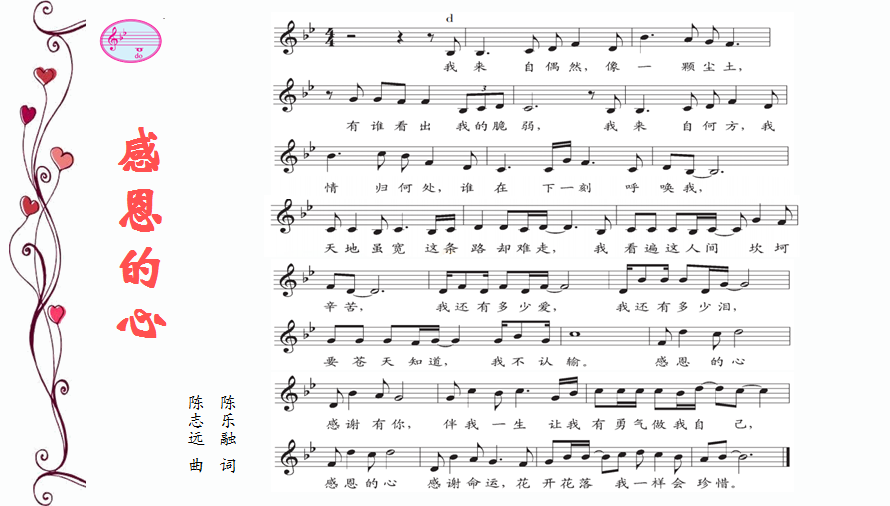 do
感恩的心
陈乐融 词
陈志远 曲
d
我 来 自 偶 然, 像 一 颗 尘 土,
有 谁 看 出 我 的 脆 弱, 我 来 自 何 方, 我
情 归 何 处, 谁 在 下 一 刻 呼 唤 我,
天 地 虽 宽 这 条 路 却 难 走, 我 看 遍 这 人 间 坎 坷
辛 苦, 我 还 有 多 少 爱, 我 还 有 多 少 泪,
要 苍 天 知 道, 我 不 认 输。 感 恩 的 心
感 谢 有 你, 伴 我 一 生 让 我 有 勇 气 做 我 自 己,
感 恩 的 心 感 谢 命 运, 花 开 花 落 我 一 样 会 珍 惜。